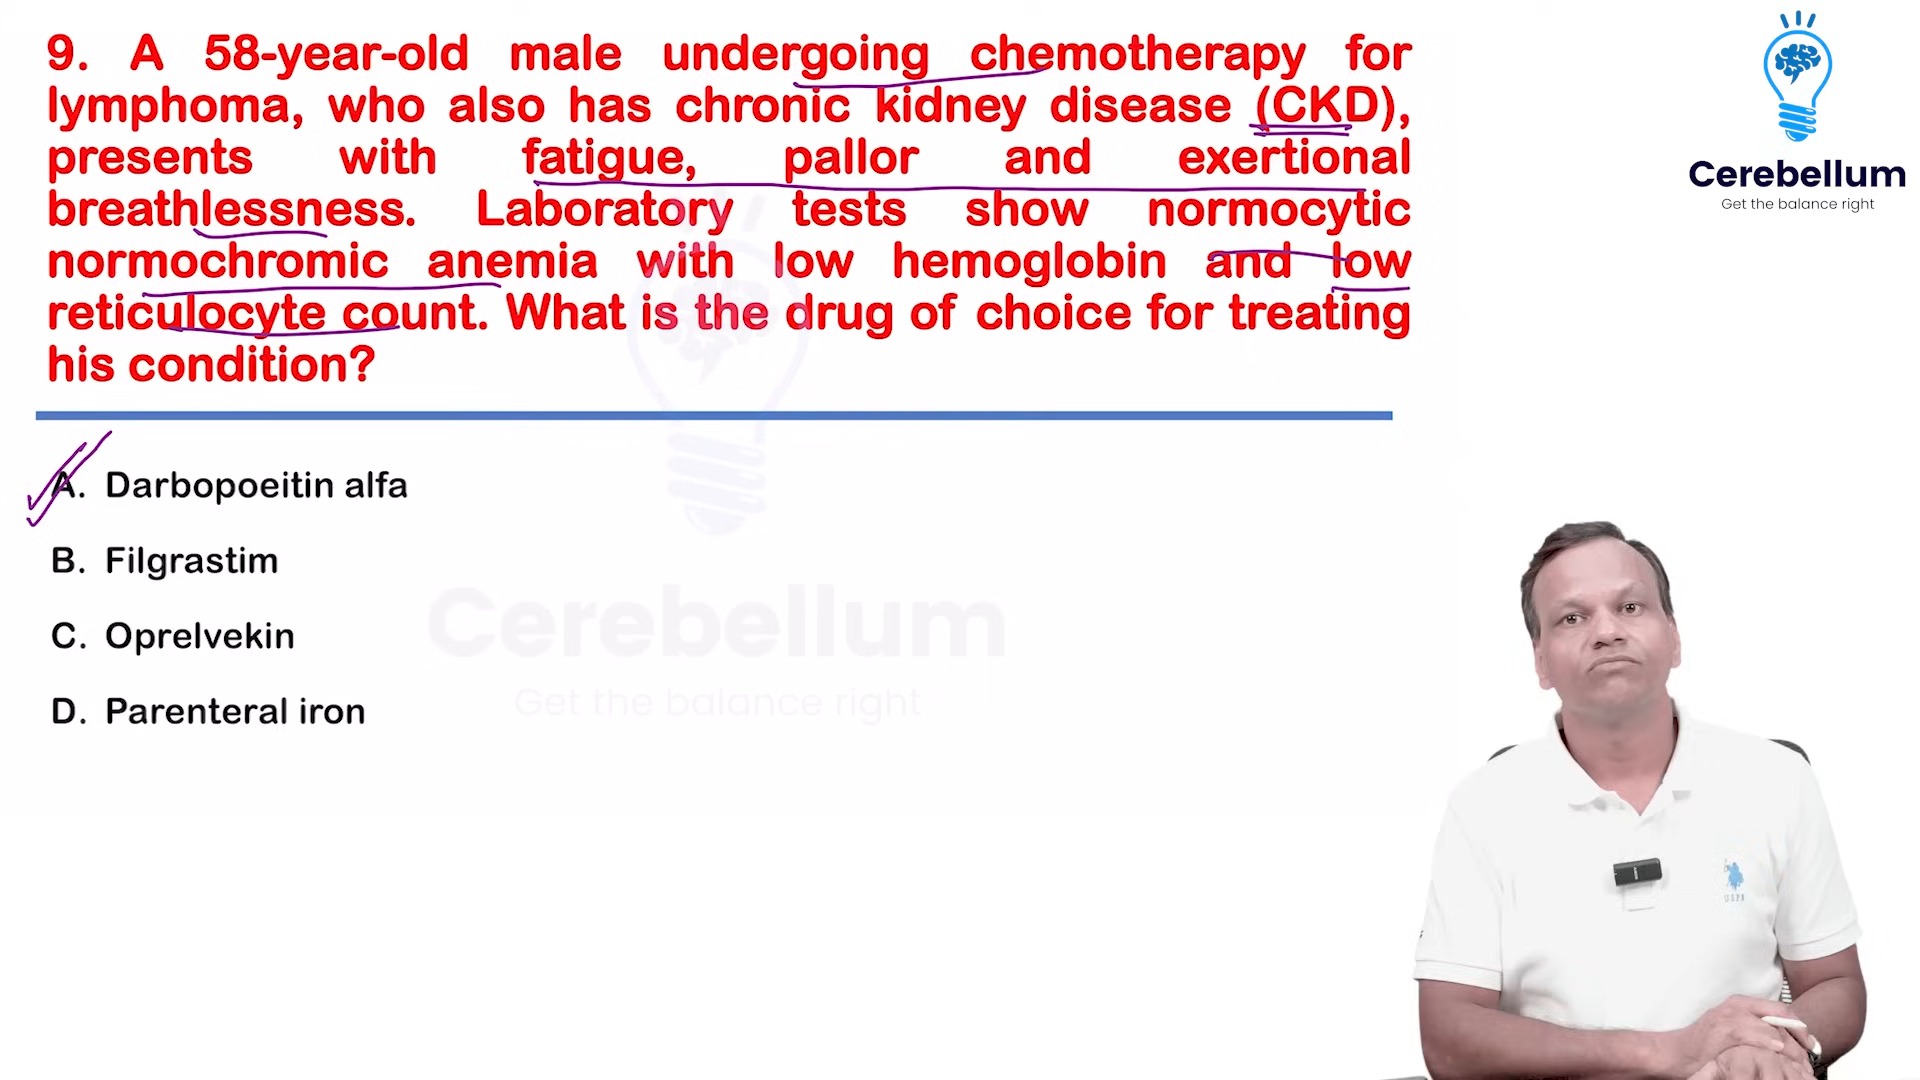 9. A 58-year-old male undergoing chemotherapy for
lymphoma, who also has chronic kidney disease (CKD),
presents with fatigue, pallor and exertional
breathlessness. Laboratory tests show normocytic
normochromic anemia with low hemoglobin and low
reticulocyte count. What is the drug of choice for treating
his condition?
A. Darbopoeitin alfa
B. Filgrastim
C. Oprelvekin
D. Parenteral iron
Cerebellum
Get the balance right
Cerebellum
Get the balance right
USPA